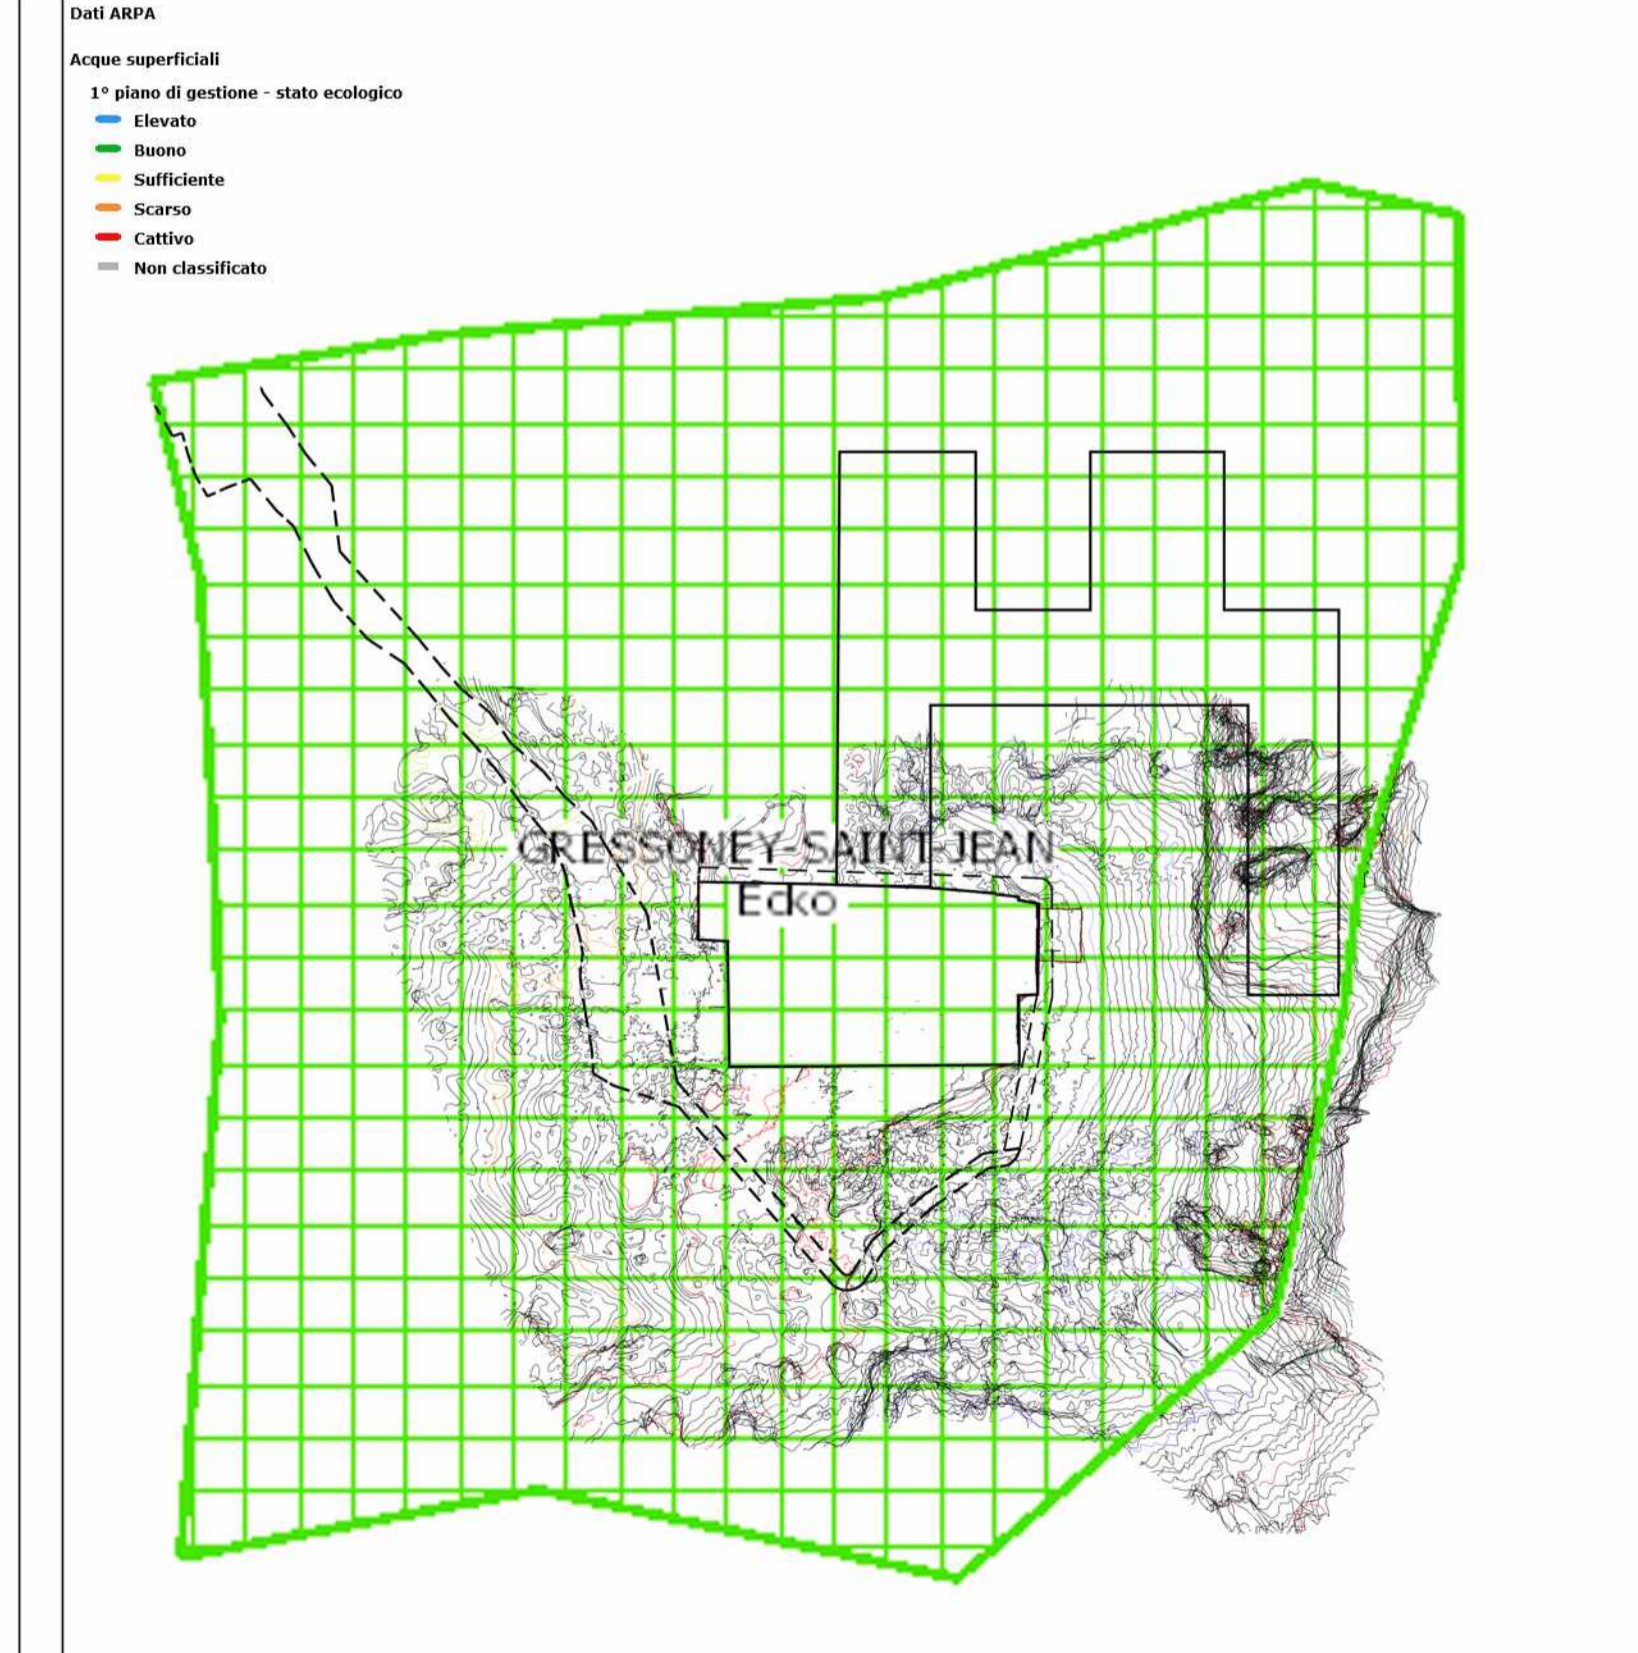 Dati ARPA
Acque superficiali
1° piano di gestione - stato ecologico
Elevato
Buono
Sufficiente
Scarso
Cattivo
Non classificato
GRESSONEY-SAINT-JEAN
Ecko